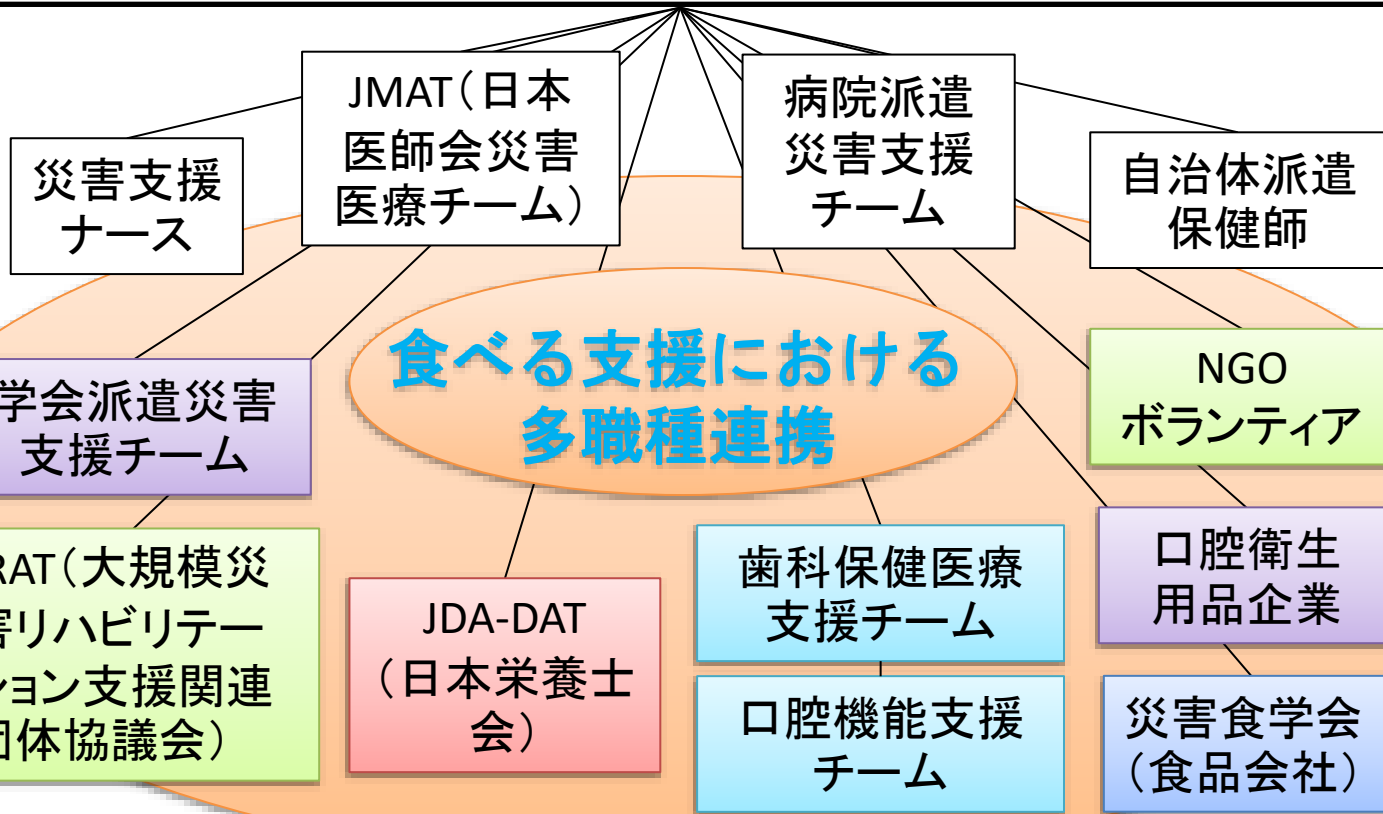 JMAT（日本
医師会災害
医療チーム）
病院派遣
災害支援
チーム
災害支援
ナース
自治体派遣
保健師
食べる支援における
多職種連携
学会派遣災害
支援チーム
NGO
ボランティア
RAT（大規模災
害リハビリテー
ション支援関連
団体協議会）
JDA-DAT
（日本栄養士
会）
歯科保健医療
支援チーム
口腔衛生
用品企業
口腔機能支援
チーム
災害食学会
（食品会社）